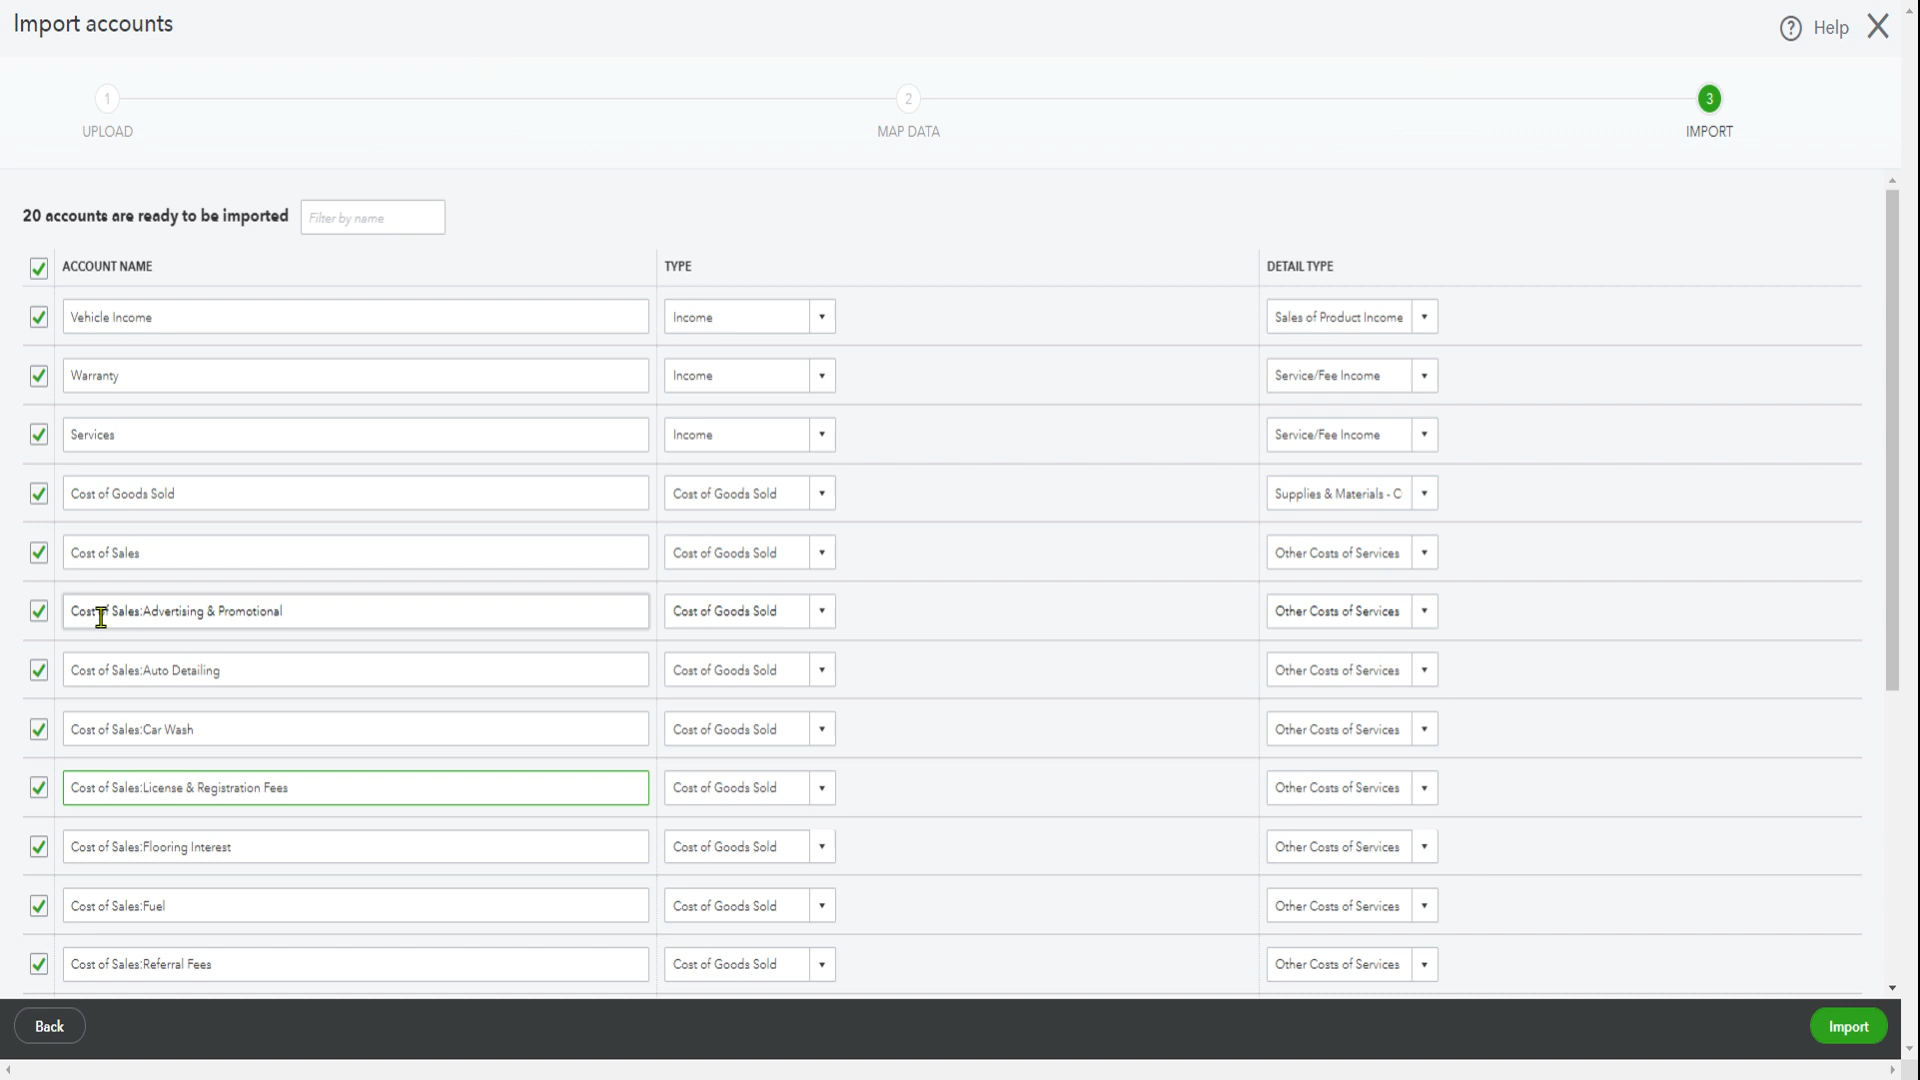 Import accounts
? Help
1
2
3
UPLOAD
MAP DATA
IMPORT
20 accounts are ready to be imported
Filter by name
ACCOUNT NAME TYPE DETAIL TYPE
Vehicle Income Income Sales of Product Income
Warranty Income Service/Fee Income
Services Income Service/Fee Income
Cost of Goods Sold Cost of Goods Sold Supplies & Materials - C
Cost of Sales Cost of Goods Sold Other Costs of Services
Cost of Sales:Advertising & Promotional Cost of Goods Sold Other Costs of Services
Cost of Sales:Auto Detailing Cost of Goods Sold Other Costs of Services
Cost of Sales:Car Wash Cost of Goods Sold Other Costs of Services
Cost of Sales:License & Registration Fees Cost of Goods Sold Other Costs of Services
Cost of Sales:Flooring Interest Cost of Goods Sold Other Costs of Services
Cost of Sales:Fuel Cost of Goods Sold Other Costs of Services
Cost of Sales:Referral Fees Cost of Goods Sold Other Costs of Services
Back
Import